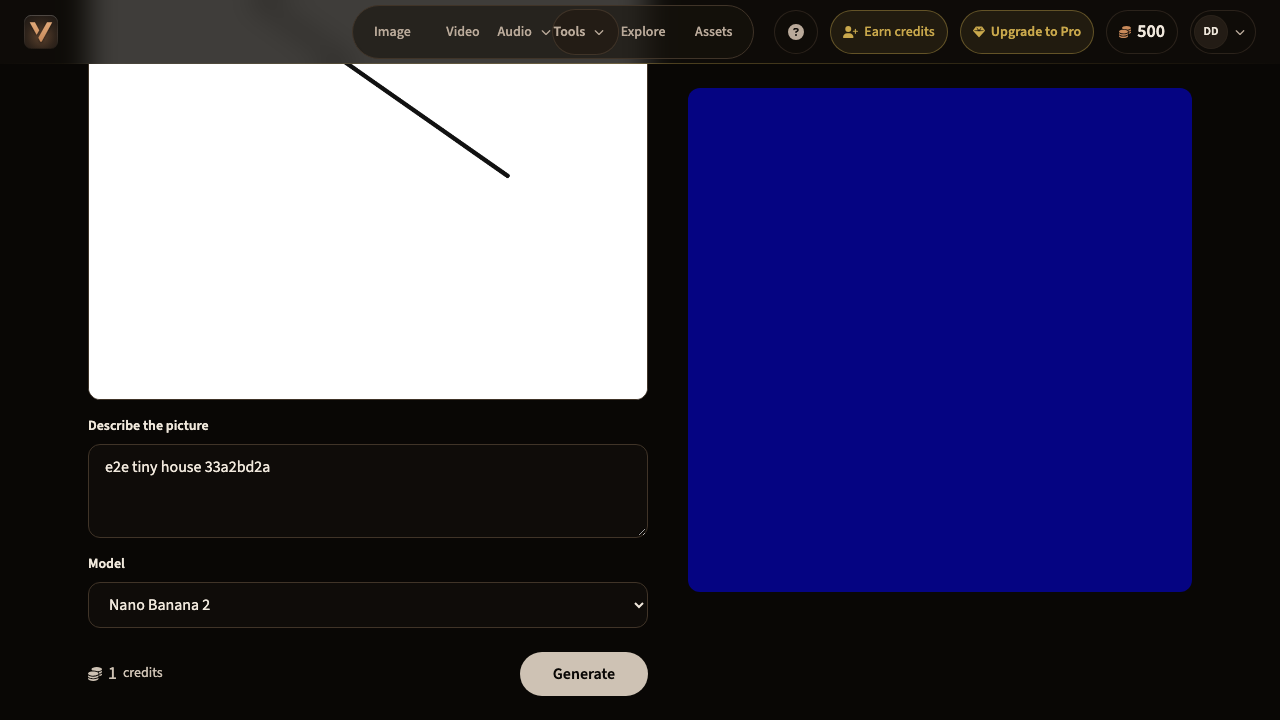 Image Video Audio Tools Explore Assets ? Earn credits Upgrade to Pro 500 DD
Describe the picture
e2e tiny house 33a2bd2a
Model
Nano Banana 2
1 credits Generate